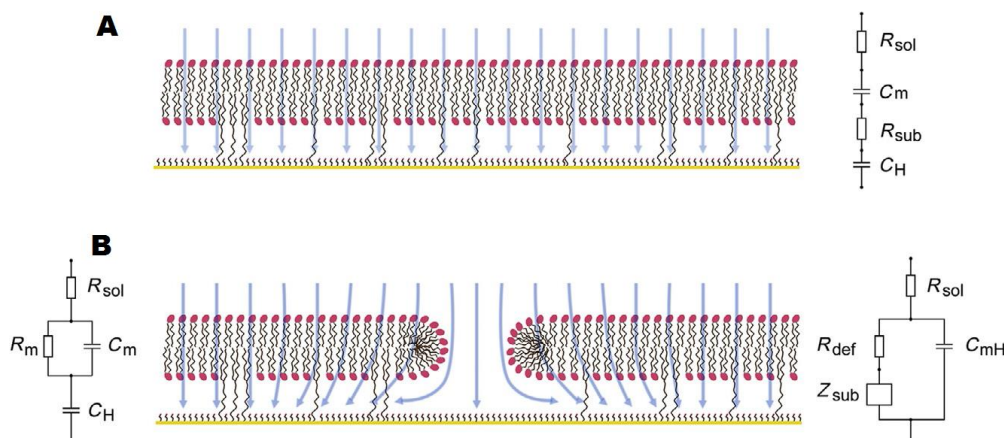 A
Rsol
Cm
Rsub
CH
B
Rsol
Rm
Cm
CH
Rsol
Rdef
CmH
Zsub